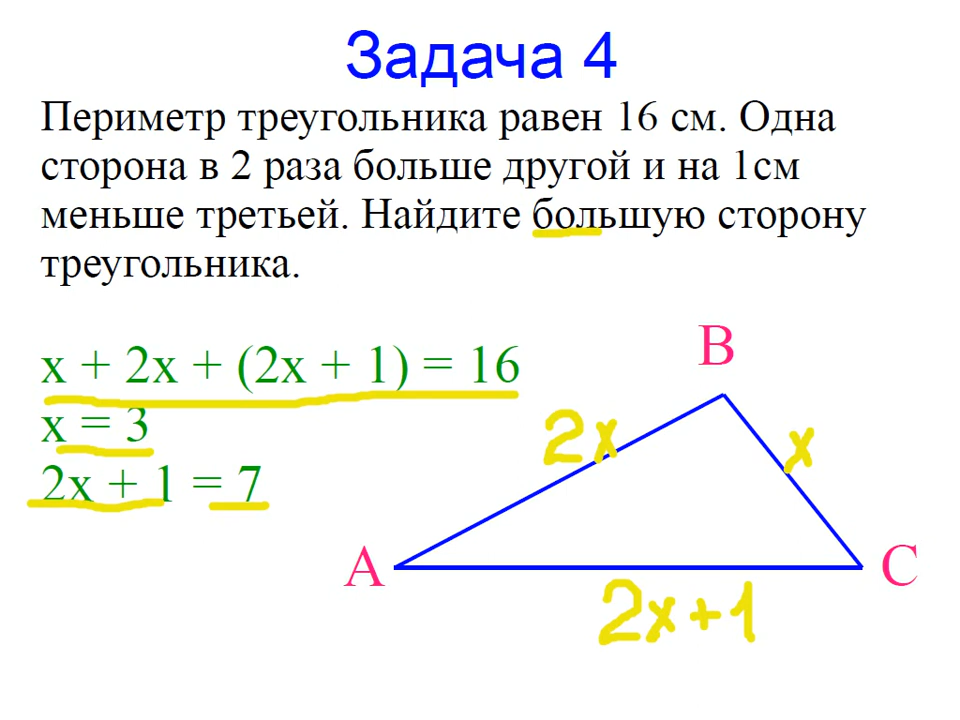 Задача 4
Периметр треугольника равен 16 см. Одна
сторона в 2 раза больше другой и на 1см
меньше третьей. Найдите большую сторону
треугольника.
x + 2x + (2x + 1) = 16
x = 3
2x + 1 = 7
B
2x
x
A
C
2x+1